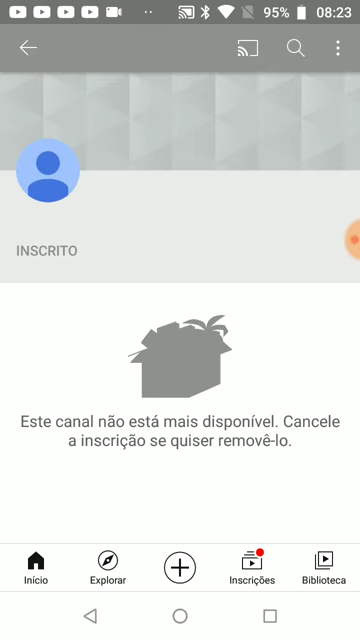 95% 08:23
INSCRITO
Este canal não está mais disponível. Cancele
a inscrição se quiser removê-lo.
Início Explorar Inscrições Biblioteca